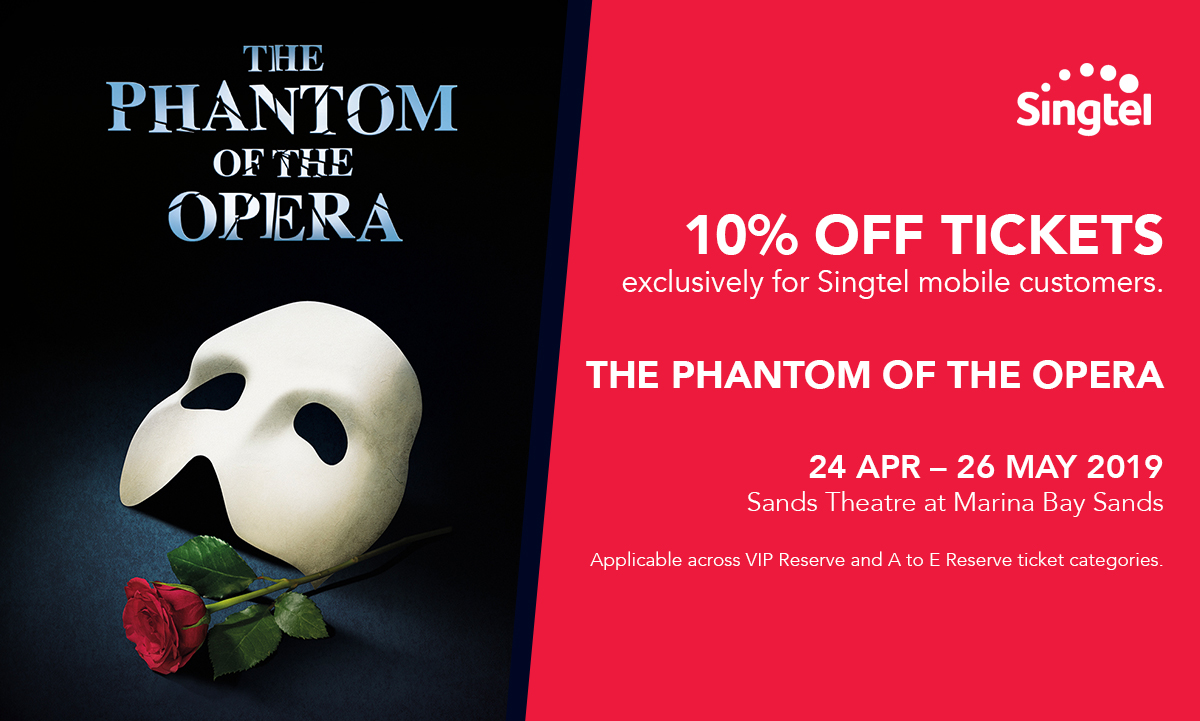 THE
PHANTOM
OF THE
OPERA
Singtel
10% OFF TICKETS
exclusively for Singtel mobile customers.
THE PHANTOM OF THE OPERA
24 APR – 26 MAY 2019
Sands Theatre at Marina Bay Sands
Applicable across VIP Reserve and A to E Reserve ticket categories.